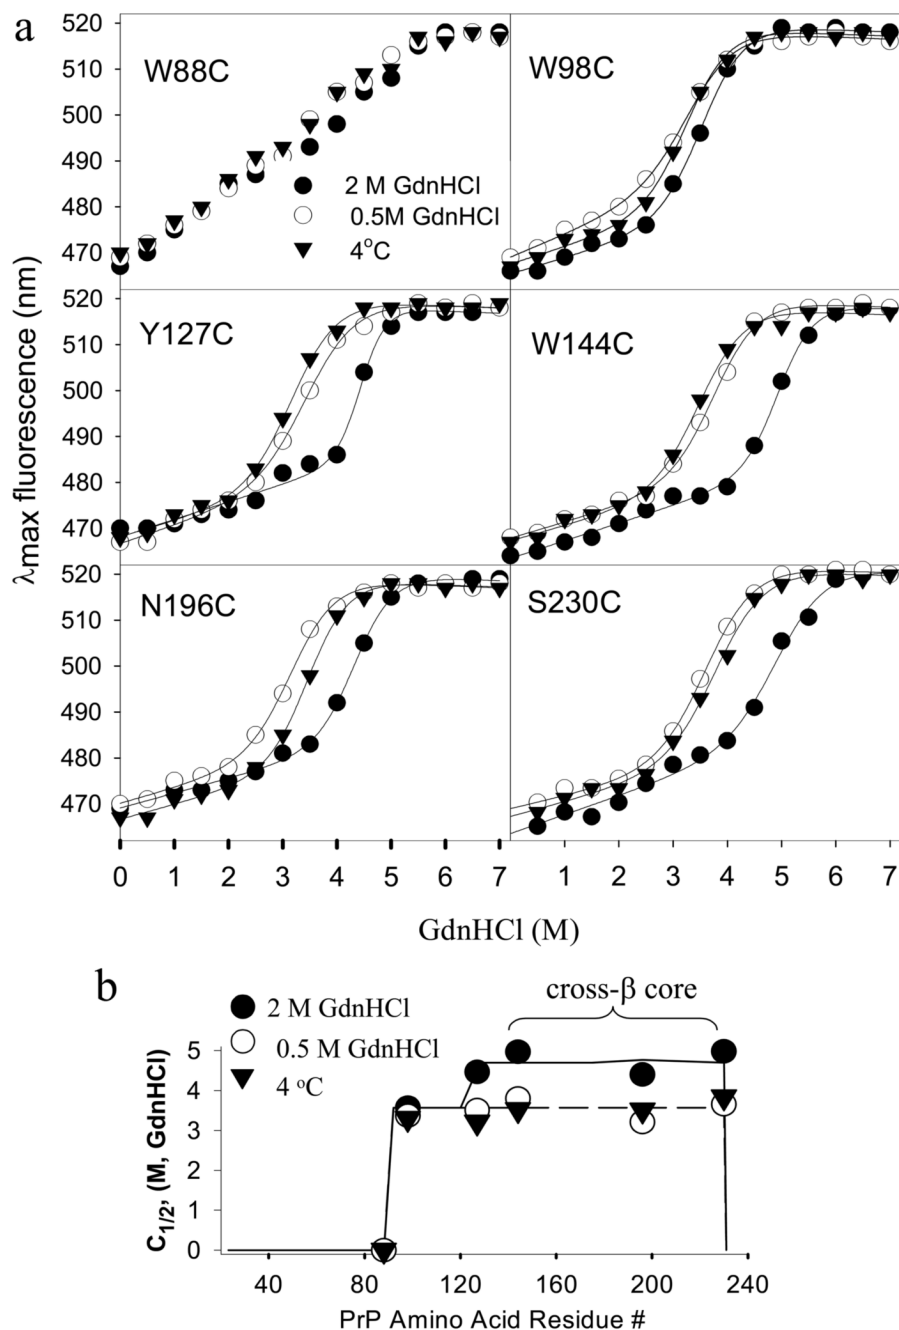 a
520
510
500
490
480
470
W88C
2 M GdnHCl
0.5M GdnHCl
4°C
W98C
520
510
500
490
480
470
Y127C
W144C
λmax fluorescence (nm)
520
510
500
490
480
470
N196C
S230C
0 1 2 3 4 5 6 7 1 2 3 4 5 6 7
GdnHCl (M)
b
2 M GdnHCl
0.5 M GdnHCl
4 °C
cross-β core
5
4
3
2
1
0
C1/2, (M, GdnHCl)
40 80 120 160 200 240
PrP Amino Acid Residue #